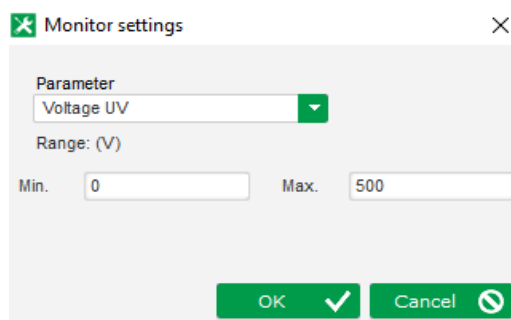 Monitor settings
Parameter
Voltage UV
Range: (V)
Min. 0 Max. 500
OK Cancel